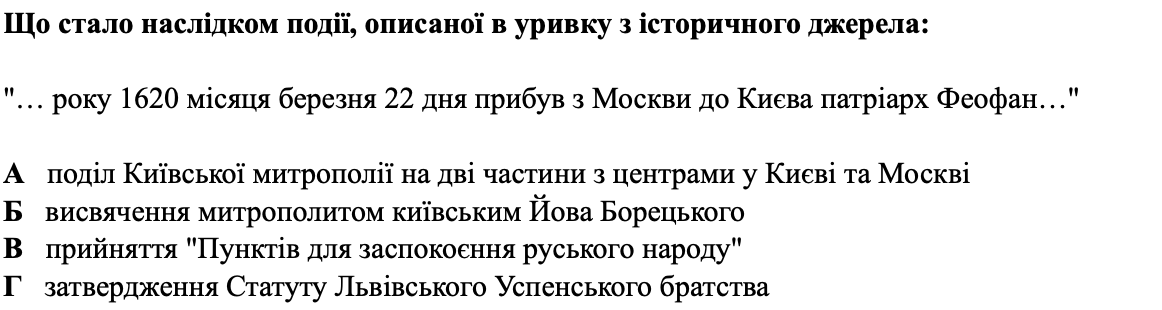 Що стало наслідком події, описаної в уривку з історичного джерела:
"… року 1620 місяця березня 22 дня прибув з Москви до Києва патріарх Феофан…"
А поділ Київської митрополії на дві частини з центрами у Києві та Москві
Б висвячення митрополитом київським Йова Борецького
В прийняття "Пунктів для заспокоєння руського народу"
Г затвердження Статуту Львівського Успенського братства